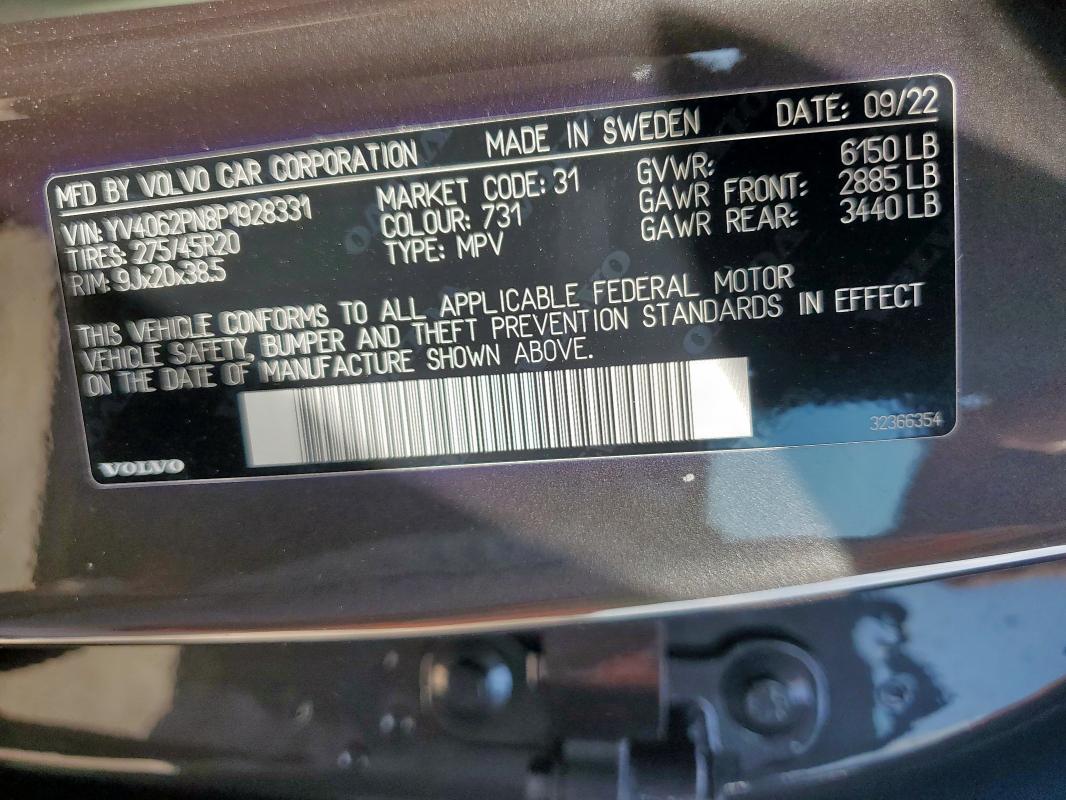 MFD BY VOLVO CAR CORPORATION MADE IN SWEDEN DATE: 09/22
VIN: YV4062PN8P1928331 MARKET CODE: 31 GVWR: 6150 LB
TIRES: 275/45R20 COLOUR: 731 GAWR FRONT: 2885 LB
RIM: 9Jx20x38.5 TYPE: MPV GAWR REAR: 3440 LB
THIS VEHICLE CONFORMS TO ALL APPLICABLE FEDERAL MOTOR
VEHICLE SAFETY, BUMPER AND THEFT PREVENTION STANDARDS IN EFFECT
ON THE DATE OF MANUFACTURE SHOWN ABOVE.
32366354
VOLVO